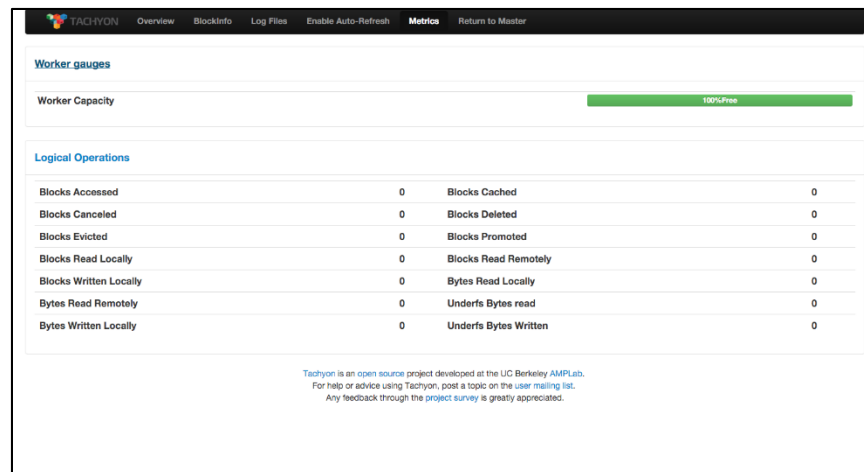 TACHYON Overview BlockInfo Log Files Enable Auto-Refresh Metrics Return to Master
Worker gauges
Worker Capacity 100%Free
Logical Operations
Blocks Accessed 0 Blocks Cached 0
Blocks Canceled 0 Blocks Deleted 0
Blocks Evicted 0 Blocks Promoted 0
Blocks Read Locally 0 Blocks Read Remotely 0
Blocks Written Locally 0 Bytes Read Locally 0
Bytes Read Remotely 0 Underfs Bytes read 0
Bytes Written Locally 0 Underfs Bytes Written 0
Tachyon is an open source project developed at the UC Berkeley AMPLab.
For help or advice using Tachyon, post a topic on the user mailing list.
Any feedback through the project survey is greatly appreciated.